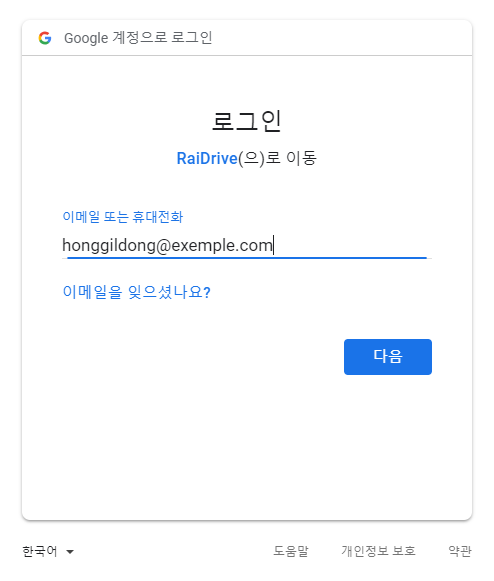 Google 계정으로 로그인
로그인
RaiDrive(으)로 이동
이메일 또는 휴대전화
honggildong@exemple.com
이메일을 잊으셨나요?
다음
한국어 도움말 개인정보 보호 약관